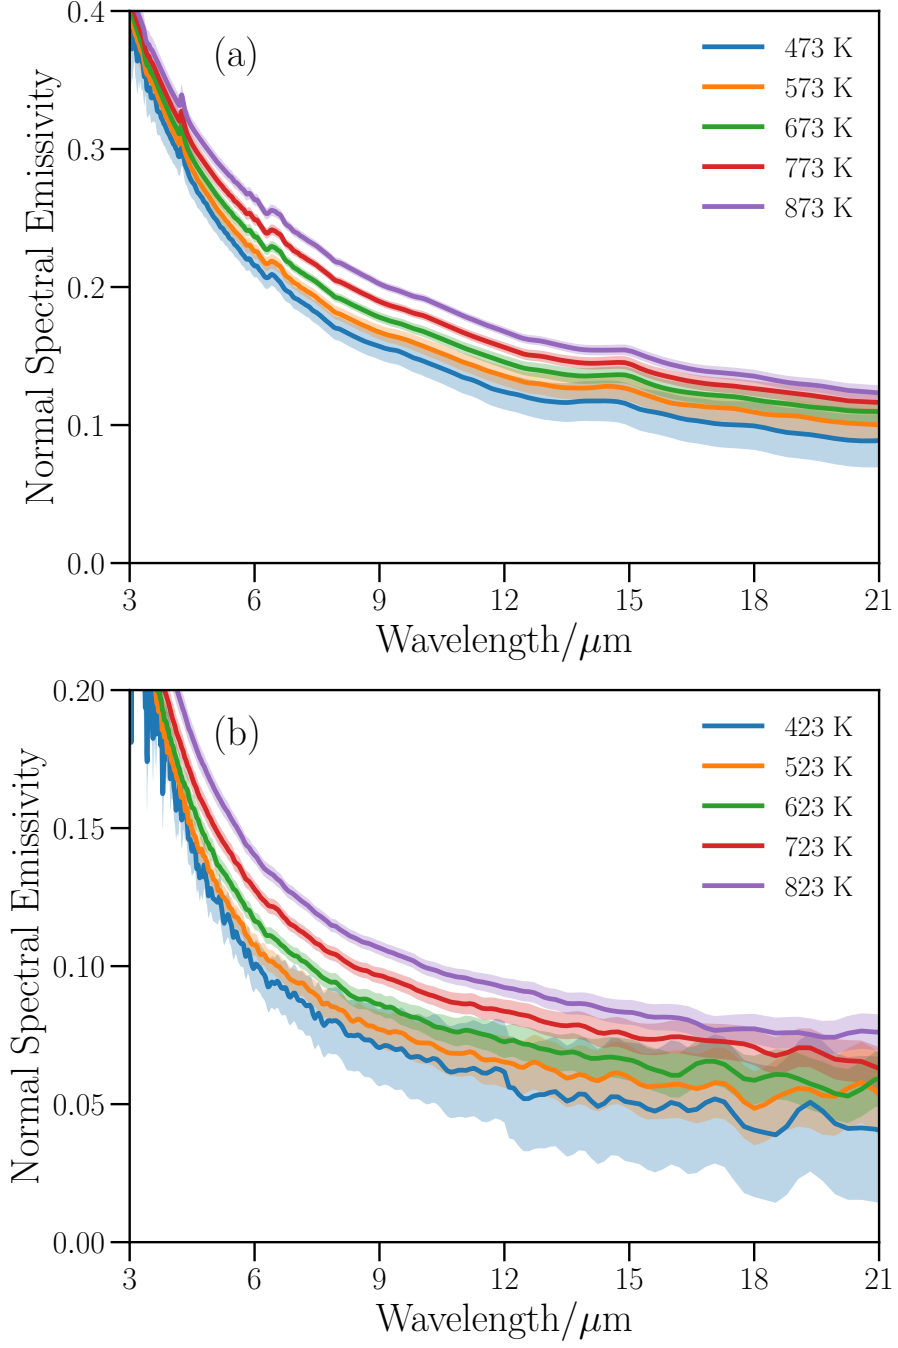 0.4
(a)
473 K
573 K
0.3
673 K
773 K
873 K
0.2
0.1
0.0
3 6 9 12 15 18 21
Wavelength/μm
Normal Spectral Emissivity
0.20
(b)
423 K
523 K
0.15
623 K
723 K
823 K
0.10
0.05
0.00
3 6 9 12 15 18 21
Wavelength/μm
Normal Spectral Emissivity